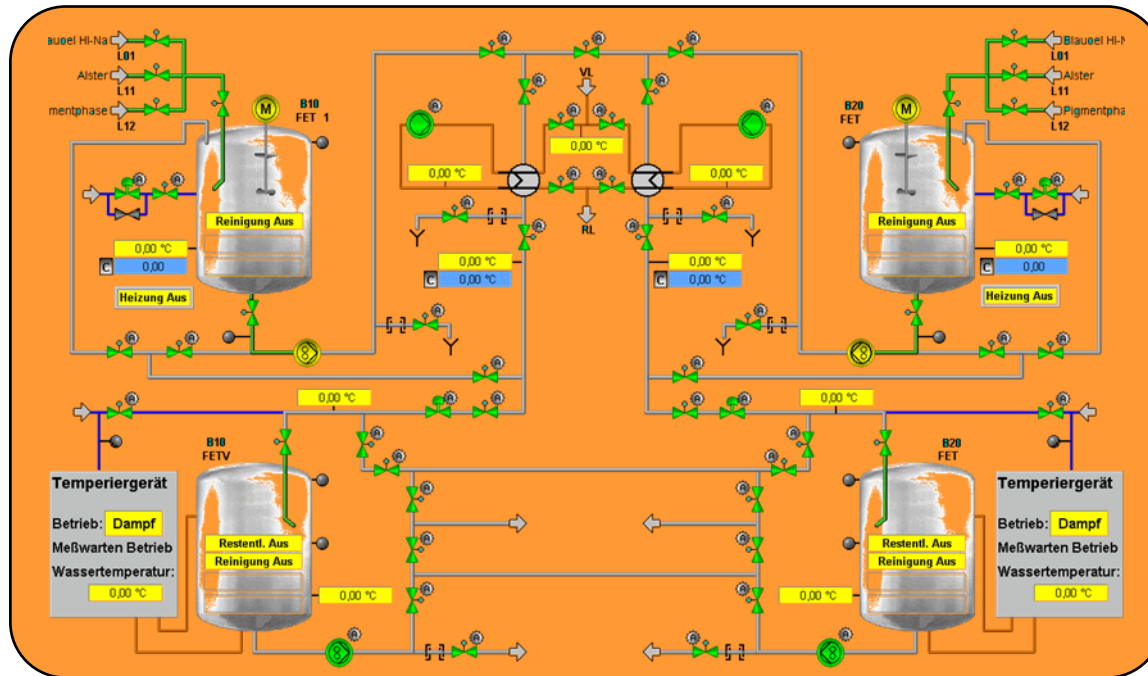 auoel HI-Na
L01
Alster
L11
mentphase
L12
B10
FET 1
M
Reinigung Aus
0,00 °C
C 0,00
Heizung Aus
A
VL
0,00 °C
0,00 °C
0,00 °C
RL
0,00 °C
C 0,00 °C
0,00 °C
C 0,00 °C
B20
FET
M
Blauoel HI-N
L01
Alster
L11
Pigmentpha
L12
Reinigung Aus
0,00 °C
C 0,00
Heizung Aus
0,00 °C
0,00 °C
B10
FETV
Temperiergerät
Betrieb: Dampf
Meßwarten Betrieb
Wassertemperatur:
0,00 °C
Restentl. Aus
Reinigung Aus
0,00 °C
B20
FET
Restentl. Aus
Reinigung Aus
0,00 °C
Temperiergerät
Betrieb: Dampf
Meßwarten Betrieb
Wassertemperatur:
0,00 °C